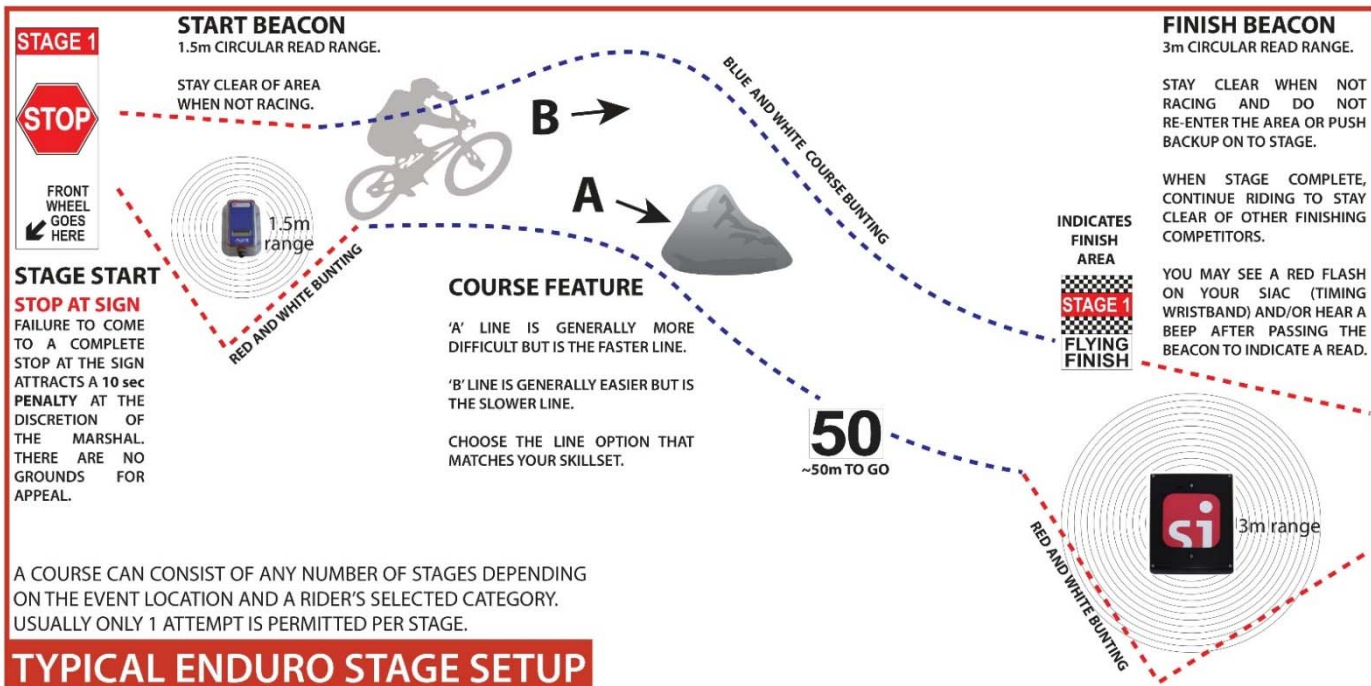 STAGE 1
STOP
FRONT
WHEEL
GOES
HERE
STAGE START
STOP AT SIGN
FAILURE TO COME
TO A COMPLETE
STOP AT THE SIGN
ATTRACTS A 10 sec
PENALTY AT THE
DISCRETION OF
THE MARSHAL.
THERE ARE NO
GROUNDS FOR
APPEAL.
START BEACON
1.5m CIRCULAR READ RANGE.
STAY CLEAR OF AREA
WHEN NOT RACING.
1.5m
range
RED AND WHITE BUNTING
B
A
BLUE AND WHITE COURSE BUNTING
COURSE FEATURE
‘A’ LINE IS GENERALLY MORE
DIFFICULT BUT IS THE FASTER LINE.
‘B’ LINE IS GENERALLY EASIER BUT IS
THE SLOWER LINE.
CHOOSE THE LINE OPTION THAT
MATCHES YOUR SKILLSET.
50
~50m TO GO
INDICATES
FINISH
AREA
STAGE 1
FLYING
FINISH
FINISH BEACON
3m CIRCULAR READ RANGE.
STAY CLEAR WHEN NOT
RACING AND DO NOT
RE-ENTER THE AREA OR PUSH
BACKUP ON TO STAGE.
WHEN STAGE COMPLETE,
CONTINUE RIDING TO STAY
CLEAR OF OTHER FINISHING
COMPETITORS.
YOU MAY SEE A RED FLASH
ON YOUR SIAC (TIMING
WRISTBAND) AND/OR HEAR A
BEEP AFTER PASSING THE
BEACON TO INDICATE A READ.
si
3m range
RED AND WHITE BUNTING
A COURSE CAN CONSIST OF ANY NUMBER OF STAGES DEPENDING
ON THE EVENT LOCATION AND A RIDER’S SELECTED CATEGORY.
USUALLY ONLY 1 ATTEMPT IS PERMITTED PER STAGE.
TYPICAL ENDURO STAGE SETUP